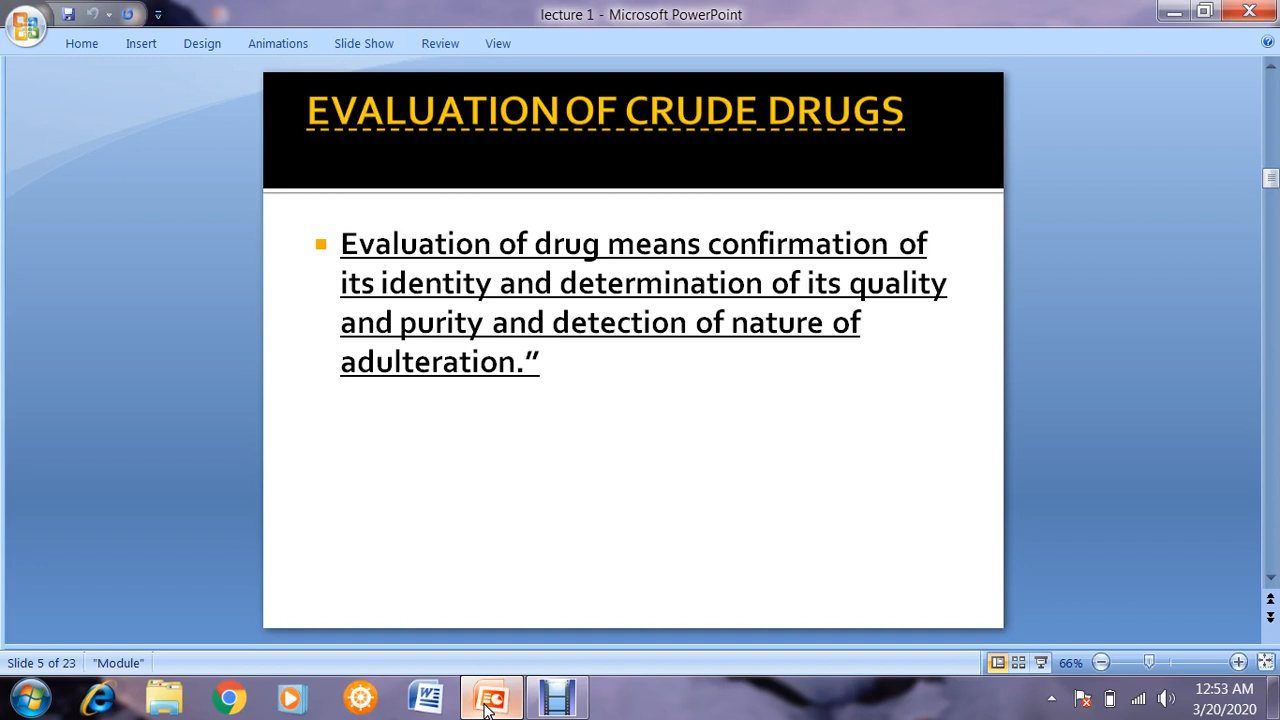 lecture 1 - Microsoft PowerPoint
Home Insert Design Animations Slide Show Review View
EVALUATION OF CRUDE DRUGS
Evaluation of drug means confirmation of
its identity and determination of its quality
and purity and detection of nature of
adulteration.”
Slide 5 of 23 "Module" 66%
12:53 AM
3/20/2020